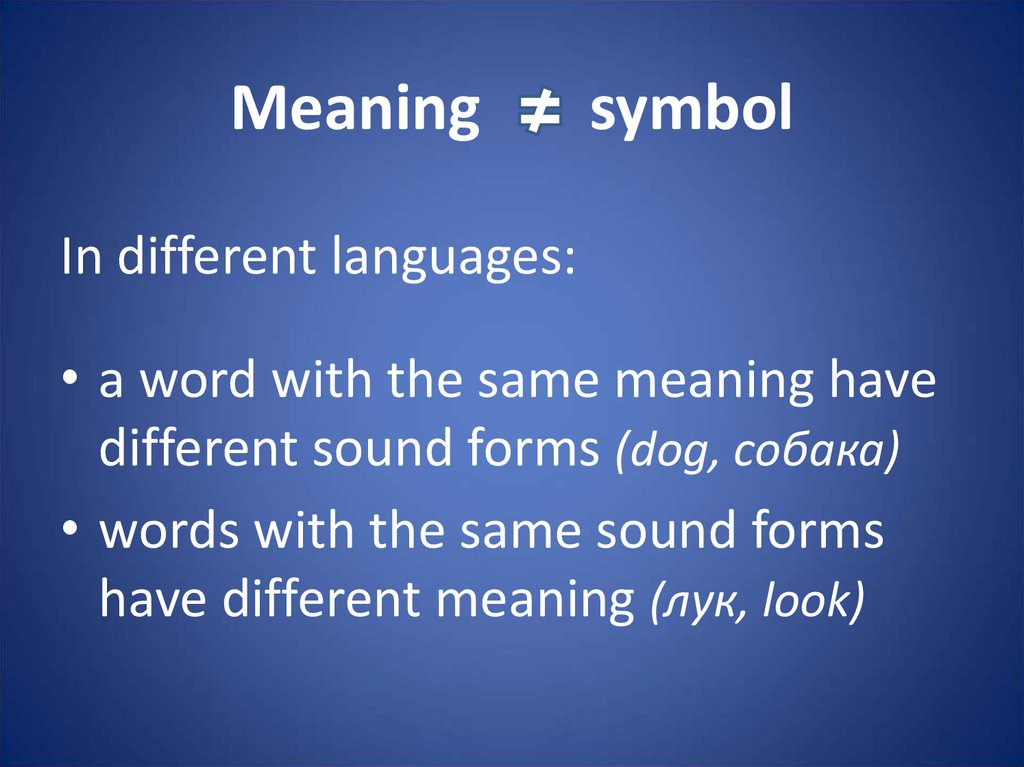 Meaning ≠ symbol
In different languages:
• a word with the same meaning have
different sound forms (dog, собака)
• words with the same sound forms
have different meaning (лук, look)